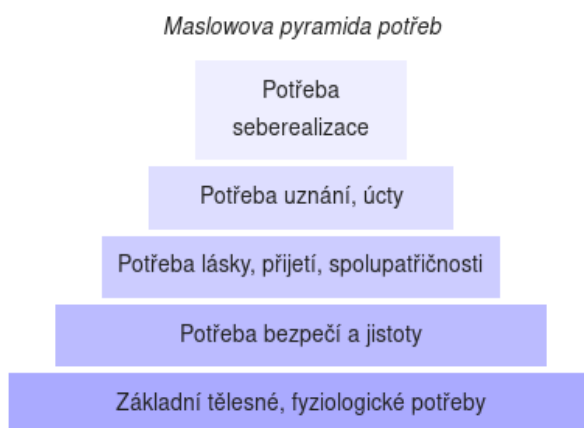 Maslowova pyramida potřeb
Potřeba
seberealizace
Potřeba uznání, úcty
Potřeba lásky, přijetí, spolupatřičnosti
Potřeba bezpečí a jistoty
Základní tělesné, fyziologické potřeby